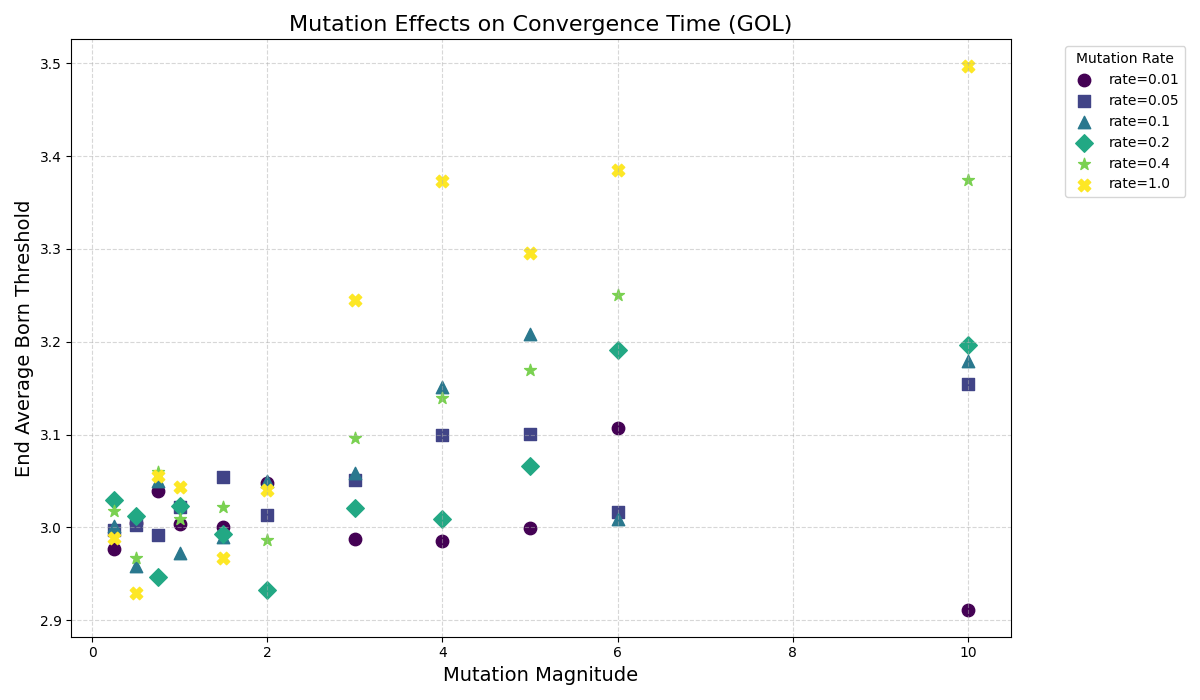 Mutation Effects on Convergence Time (GOL)
3.5
3.4
3.3
3.2
3.1
3.0
2.9
End Average Born Threshold
0
2
4
6
8
10
Mutation Magnitude
Mutation Rate
rate=0.01
rate=0.05
rate=0.1
rate=0.2
rate=0.4
rate=1.0